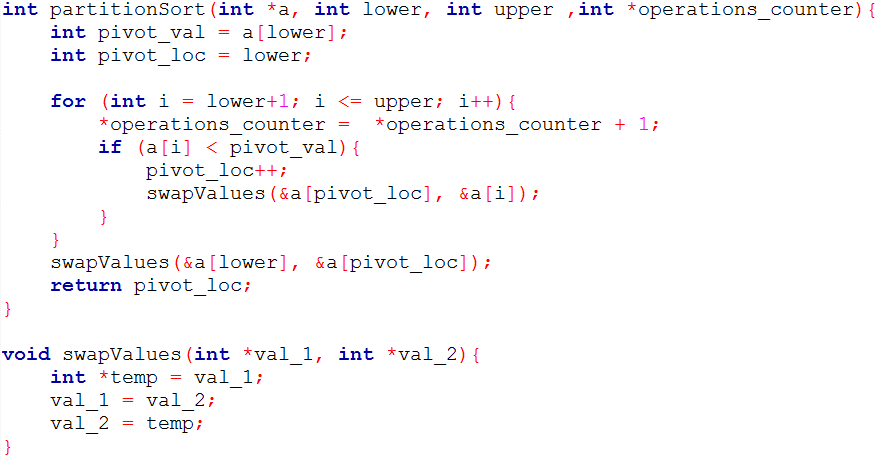 int partitionSort(int *a, int lower, int upper ,int *operations_counter){
    int pivot_val = a[lower];
    int pivot_loc = lower;

    for (int i = lower+1; i <= upper; i++){
        *operations_counter =  *operations_counter + 1;
        if (a[i] < pivot_val){
            pivot_loc++;
            swapValues(&a[pivot_loc], &a[i]);
        }
    }
    swapValues(&a[lower], &a[pivot_loc]);
    return pivot_loc;
}

void swapValues(int *val_1, int *val_2){
    int *temp = val_1;
    val_1 = val_2;
    val_2 = temp;
}